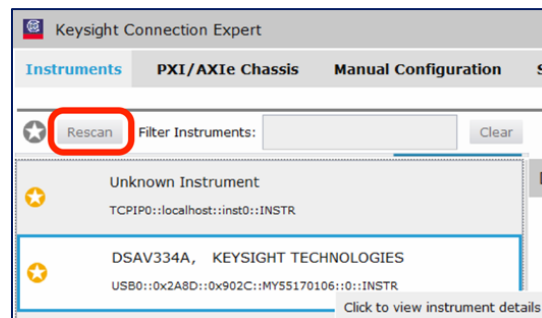 Keysight Connection Expert
Instruments PXI/AXIe Chassis Manual Configuration
Rescan Filter Instruments: Clear
Unknown Instrument
TCPIP0::localhost::inst0::INSTR
DSAV334A, KEYSIGHT TECHNOLOGIES
USB0::0x2A8D::0x902C::MY55170106::0::INSTR
Click to view instrument details